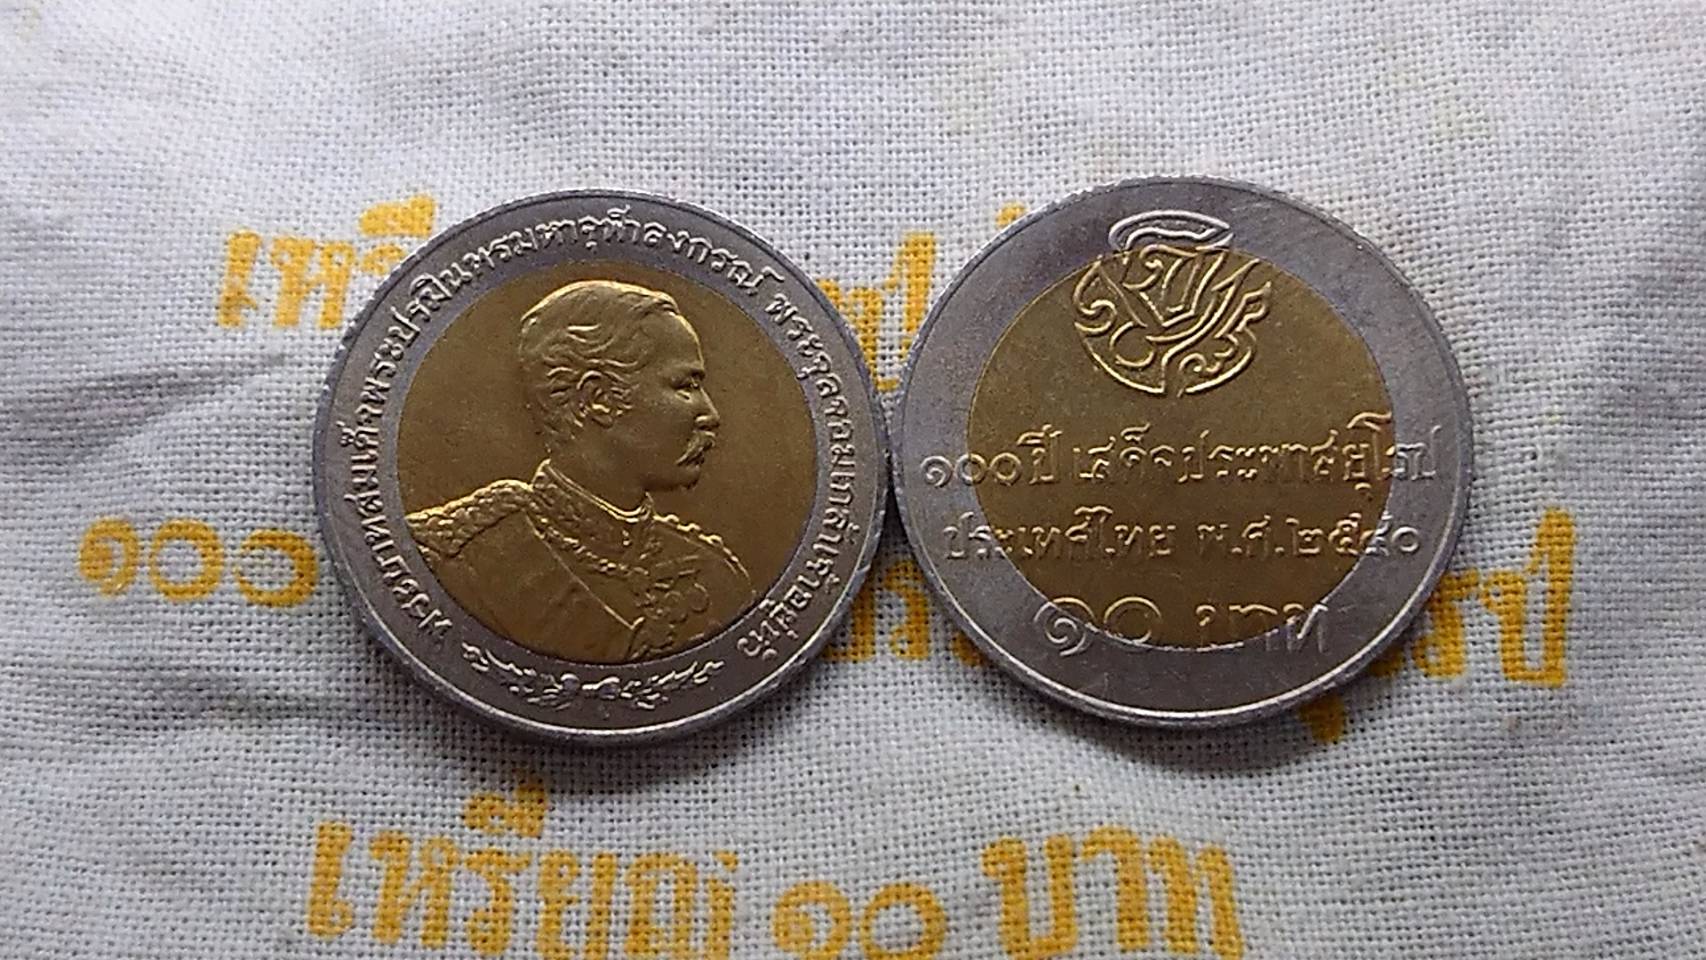 พระบาทสมเด็จพระปรมินทรมหาจุฬาลงกรณ์ พระจุลจอมเกล้าเจ้าอยู่หัว
๑๐๐ ปี เสด็จประพาสยุโรป
ประเทศไทย พ.ศ.๒๕๔๐
๑๐ บาท
๑๐๐
เหรียญ ๑๐ บาท